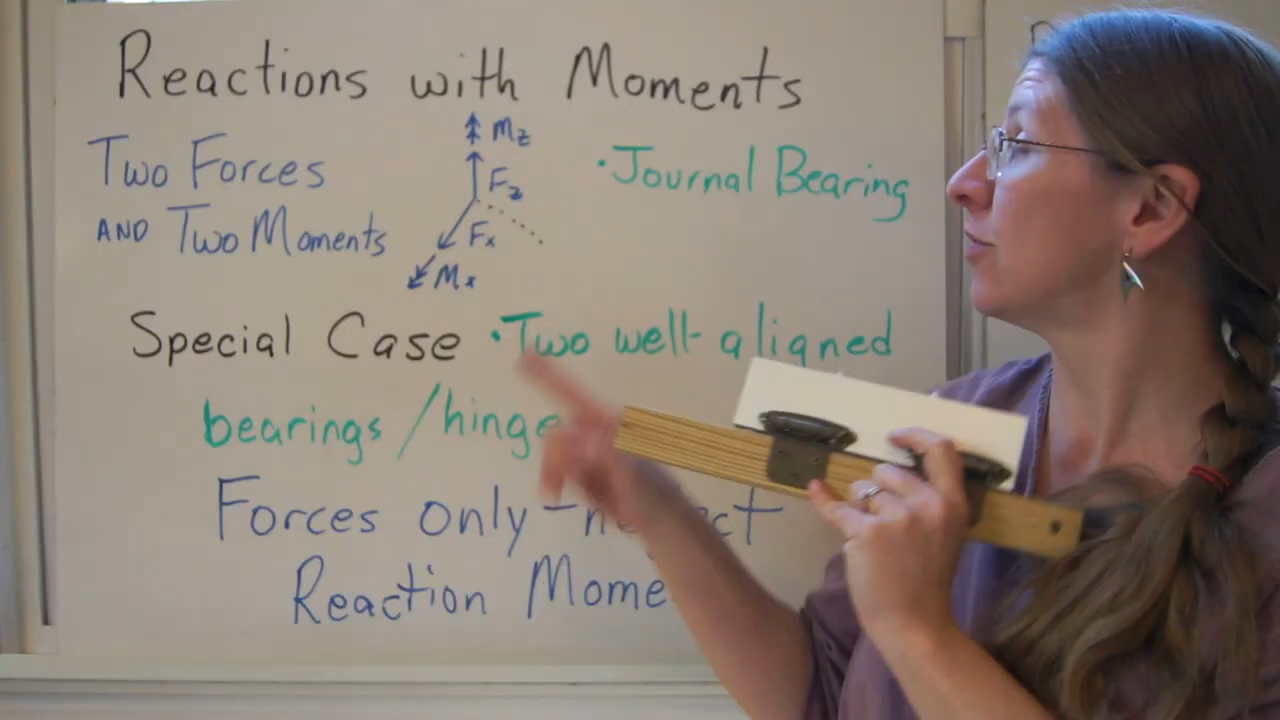 Reactions with Moments
Two Forces
AND Two Moments
Mz
Fz
Fx
Mx
• Journal Bearing
Special Case • Two well-aligned
bearings / hinge
Forces only -
Reaction